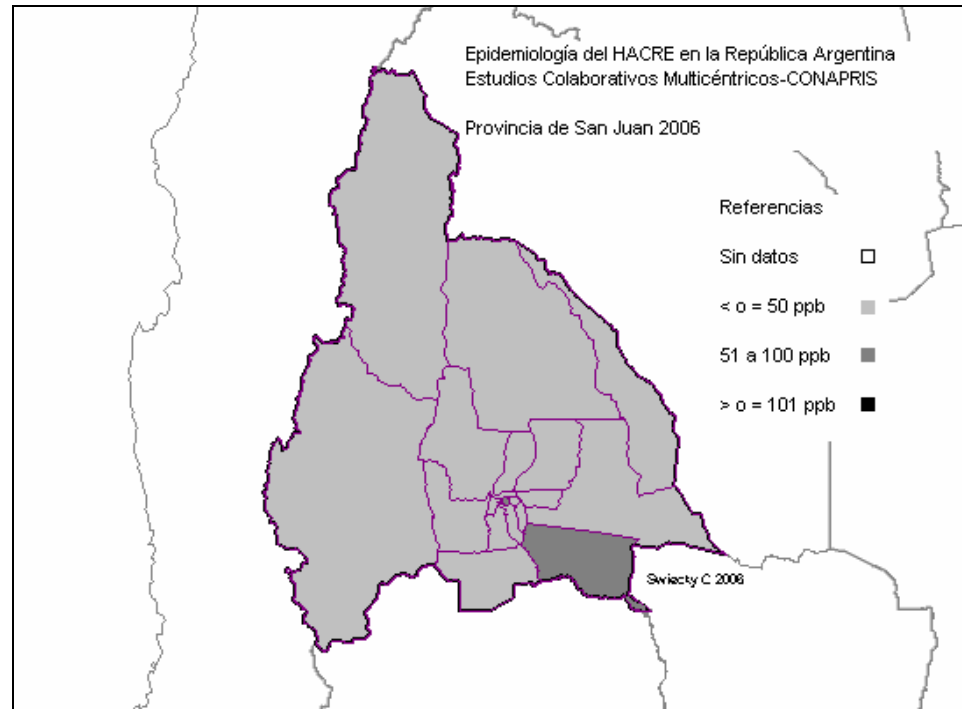 Epidemiología del HACRE en la República Argentina
Estudios Colaborativos Multicéntricos-CONAPRIS
Provincia de San Juan 2006
Referencias
Sin datos
< o = 50 ppb
51 a 100 ppb
> o = 101 ppb
Swiecty C 2006